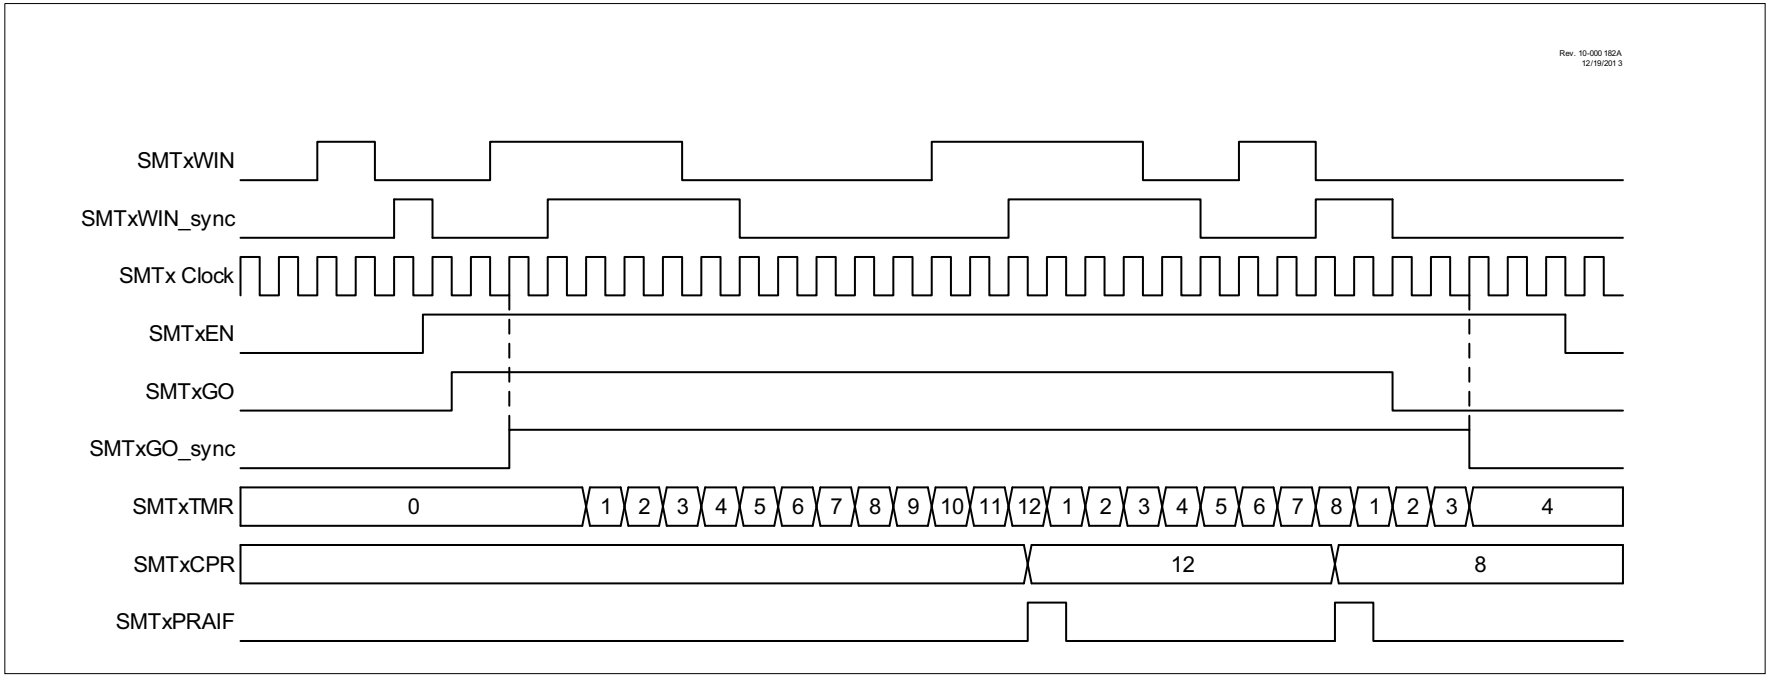 Rev. 10-000 182A
12/19/201 3
SMTxWIN
SMTxWIN_sync
SMTx Clock
SMTxEN
SMTxGO
SMTxGO_sync
SMTxTMR 0 1 2 3 4 5 6 7 8 9 10 11 12 1 2 3 4 5 6 7 8 1 2 3 4
SMTxCPR 12 8
SMTxPRAIF